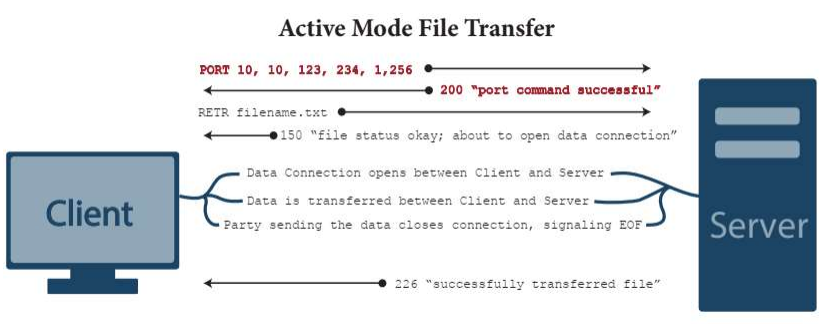 Active Mode File Transfer
PORT 10, 10, 123, 234, 1,256
200 “port command successful”
RETR filename.txt
150 “file status okay; about to open data connection”
Data Connection opens between Client and Server
Data is transferred between Client and Server
Party sending the data closes connection, signaling EOF
Client
Server
226 “successfully transferred file”